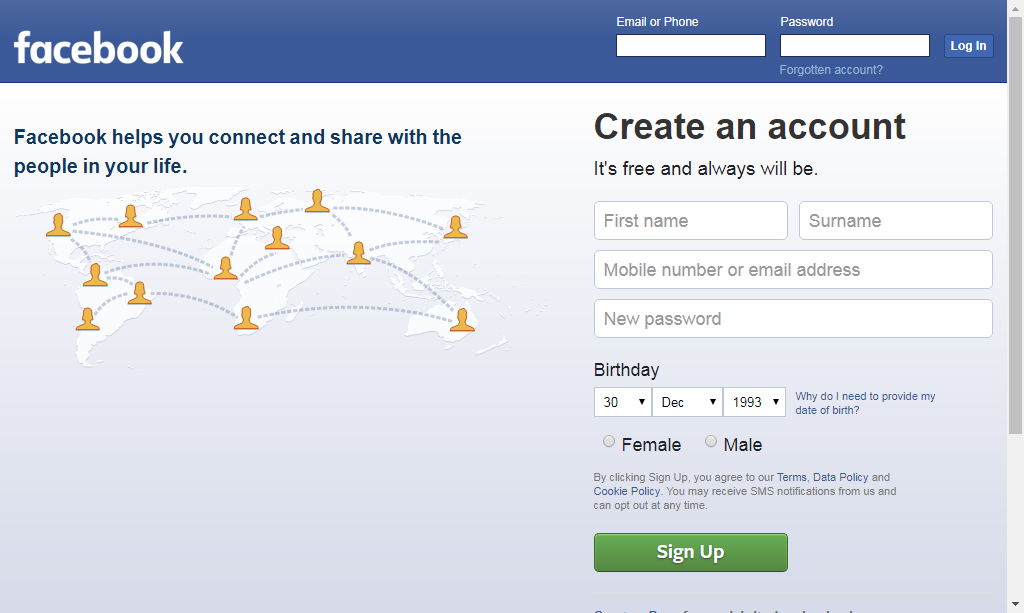 facebook
Email or Phone
Password
Log In
Forgotten account?
Facebook helps you connect and share with the
people in your life.
Create an account
It's free and always will be.
First name
Surname
Mobile number or email address
New password
Birthday
30 Dec 1993
Why do I need to provide my
date of birth?
Female Male
By clicking Sign Up, you agree to our Terms, Data Policy and
Cookie Policy. You may receive SMS notifications from us and
can opt out at any time.
Sign Up